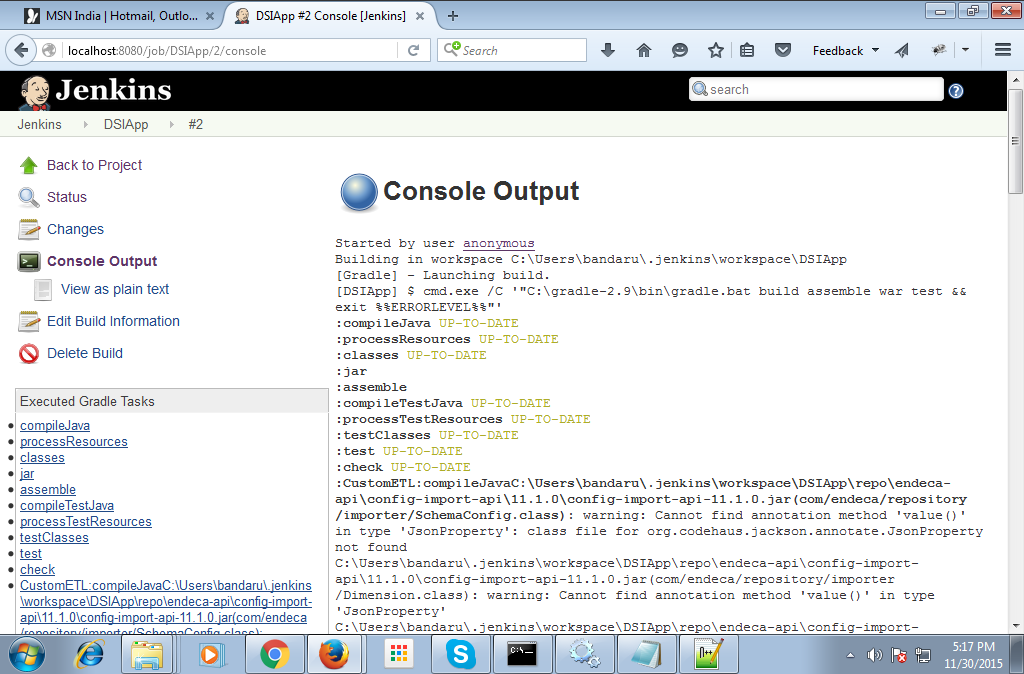 MSN India | Hotmail, Outlo...
DSIApp #2 Console [Jenkins]
localhost:8080/job/DSIApp/2/console
Search
Feedback
Jenkins
search
Jenkins
DSIApp
#2
Back to Project
Status
Changes
Console Output
View as plain text
Edit Build Information
Delete Build
Executed Gradle Tasks
compileJava
processResources
classes
jar
assemble
compileTestJava
processTestResources
testClasses
test
check
CustomETL:compileJavaC:\Users\bandaru\.jenkins
\workspace\DSIApp\repo\endeca-api\config-import-
api\11.1.0\config-import-api-11.1.0.jar(com/endeca
/repository/importer/SchemaConfig.class):
Console Output
Started by user anonymous
Building in workspace C:\Users\bandaru\.jenkins\workspace\DSIApp
[Gradle] - Launching build.
[DSIApp] $ cmd.exe /C '"C:\gradle-2.9\bin\gradle.bat build assemble war test &&
exit %%ERRORLEVEL%%"'
:compileJava UP-TO-DATE
:processResources UP-TO-DATE
:classes UP-TO-DATE
:jar
:assemble
:compileTestJava UP-TO-DATE
:processTestResources UP-TO-DATE
:testClasses UP-TO-DATE
:test UP-TO-DATE
:check UP-TO-DATE
:CustomETL:compileJavaC:\Users\bandaru\.jenkins\workspace\DSIApp\repo\endeca-
api\config-import-api\11.1.0\config-import-api-11.1.0.jar(com/endeca/repository
/importer/SchemaConfig.class): warning: Cannot find annotation method 'value()'
in type 'JsonProperty': class file for org.codehaus.jackson.annotate.JsonProperty
not found
C:\Users\bandaru\.jenkins\workspace\DSIApp\repo\endeca-api\config-import-
api\11.1.0\config-import-api-11.1.0.jar(com/endeca/repository/importer
/Dimension.class): warning: Cannot find annotation method 'value()' in type
'JsonProperty'
C:\Users\bandaru\.jenkins\workspace\DSIApp\repo\endeca-api\config-import-
5:17 PM
11/30/2015